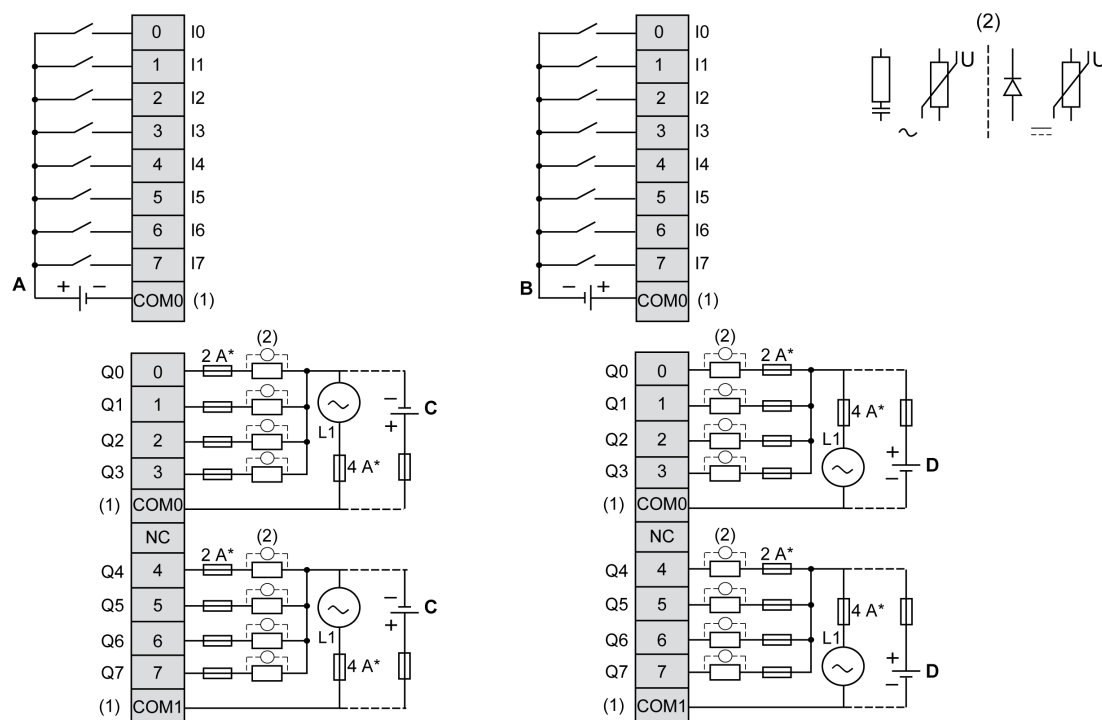 0 I0
1 I1
2 I2
3 I3
4 I4
5 I5
6 I6
7 I7
A + − COM0 (1)
0 I0
1 I1
2 I2
3 I3
4 I4
5 I5
6 I6
7 I7
B − + COM0 (1)
(2)
U U
∼
(2)
Q0 0 2 A*
Q1 1 ∼ − C
Q2 2 L1 +
Q3 3 4 A*
(1) COM0
NC (2)
Q4 4 2 A*
Q5 5 ∼ − C
Q6 6 L1 +
Q7 7 4 A*
(1) COM1
(2)
Q0 0 2 A*
Q1 1 4 A*
Q2 2 L1 +
Q3 3 ∼ − D
(1) COM0
NC (2)
Q4 4 2 A*
Q5 5 4 A*
Q6 6 L1 +
Q7 7 ∼ − D
(1) COM1